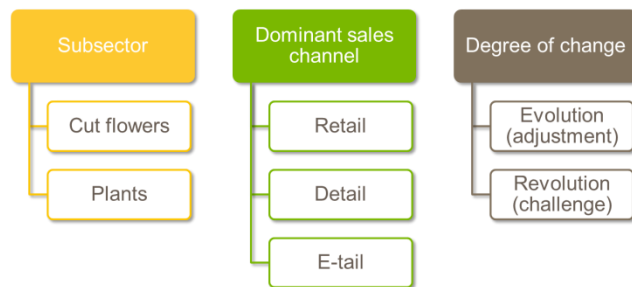 Subsector
Cut flowers
Plants
Dominant sales
channel
Retail
Detail
E-tail
Degree of change
Evolution
(adjustment)
Revolution
(challenge)